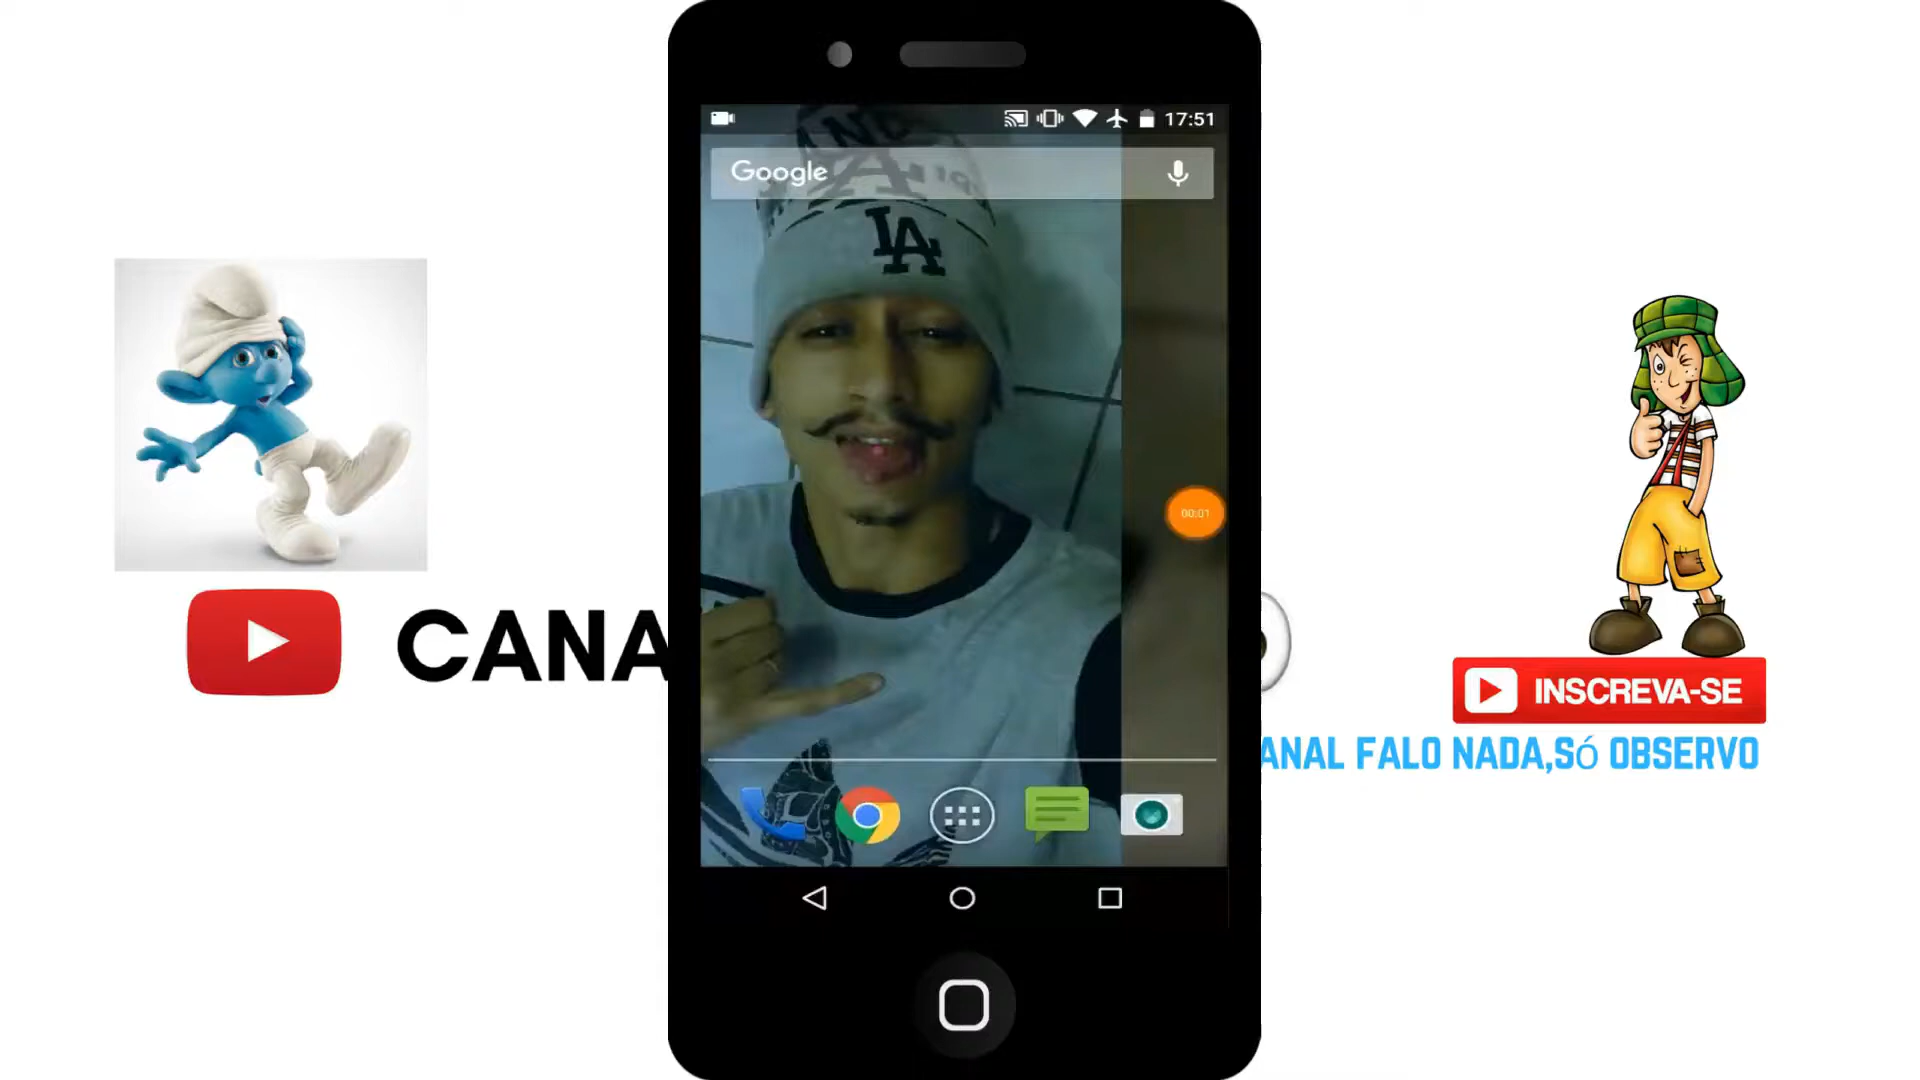 17:51
Google
LA
00:01
CANA
INSCREVA-SE
ANAL FALO NADA,Só OBSERVO